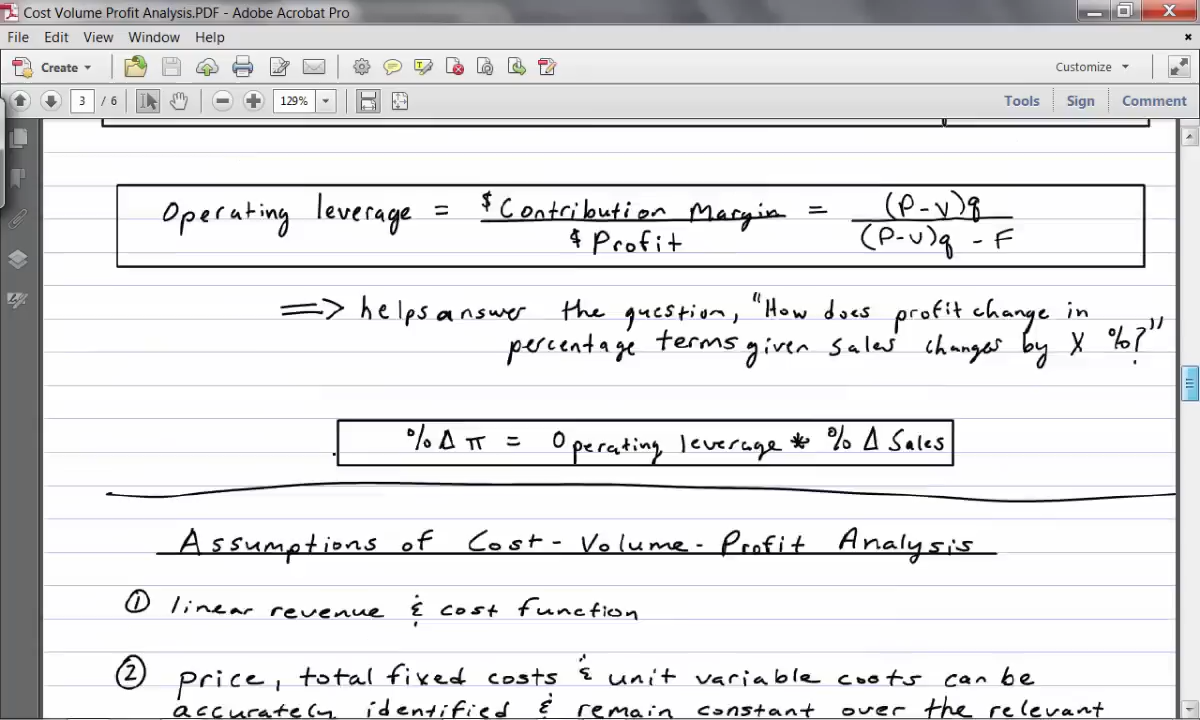 Cost Volume Profit Analysis.PDF - Adobe Acrobat Pro
File Edit View Window Help
Create Customize
3 / 6 129% Tools Sign Comment
Operating leverage = $ Contribution Margin / $ Profit = (P-v)q / (P-v)q - F
=> helps answer the question, "How does profit change in
percentage terms given sales changes by X %?"
% Δ π = Operating leverage * % Δ Sales
Assumptions of Cost-Volume-Profit Analysis
① linear revenue & cost function
② price, total fixed costs & unit variable costs can be
accurately identified & remain constant over the relevant